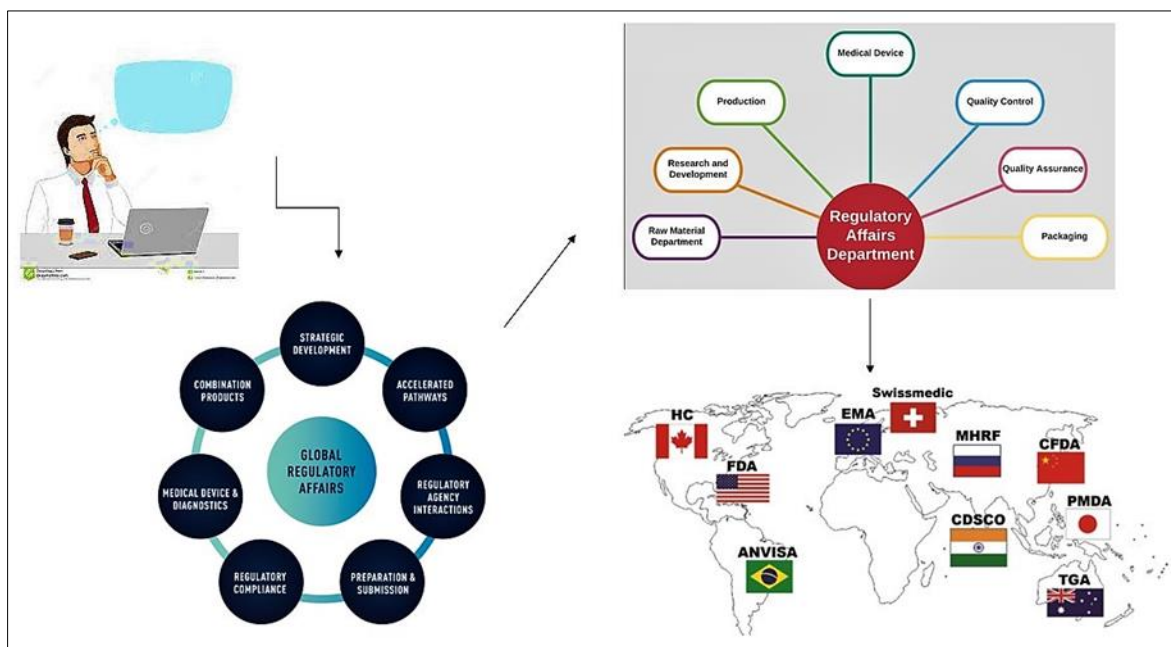 STRATEGIC
DEVELOPMENT
COMBINATION
PRODUCTS
ACCELERATED
PATHWAYS
GLOBAL
REGULATORY
AFFAIRS
MEDICAL DEVICE &
DIAGNOSTICS
REGULATORY
AGENCY
INTERACTIONS
REGULATORY
COMPLIANCE
PREPARATION &
SUBMISSION
Medical Device
Production
Quality Control
Research and
Development
Quality Assurance
Raw Material
Department
Regulatory
Affairs
Department
Packaging
Swissmedic
HC
EMA
MHRF
CFDA
FDA
PMDA
CDSCO
ANVISA
TGA